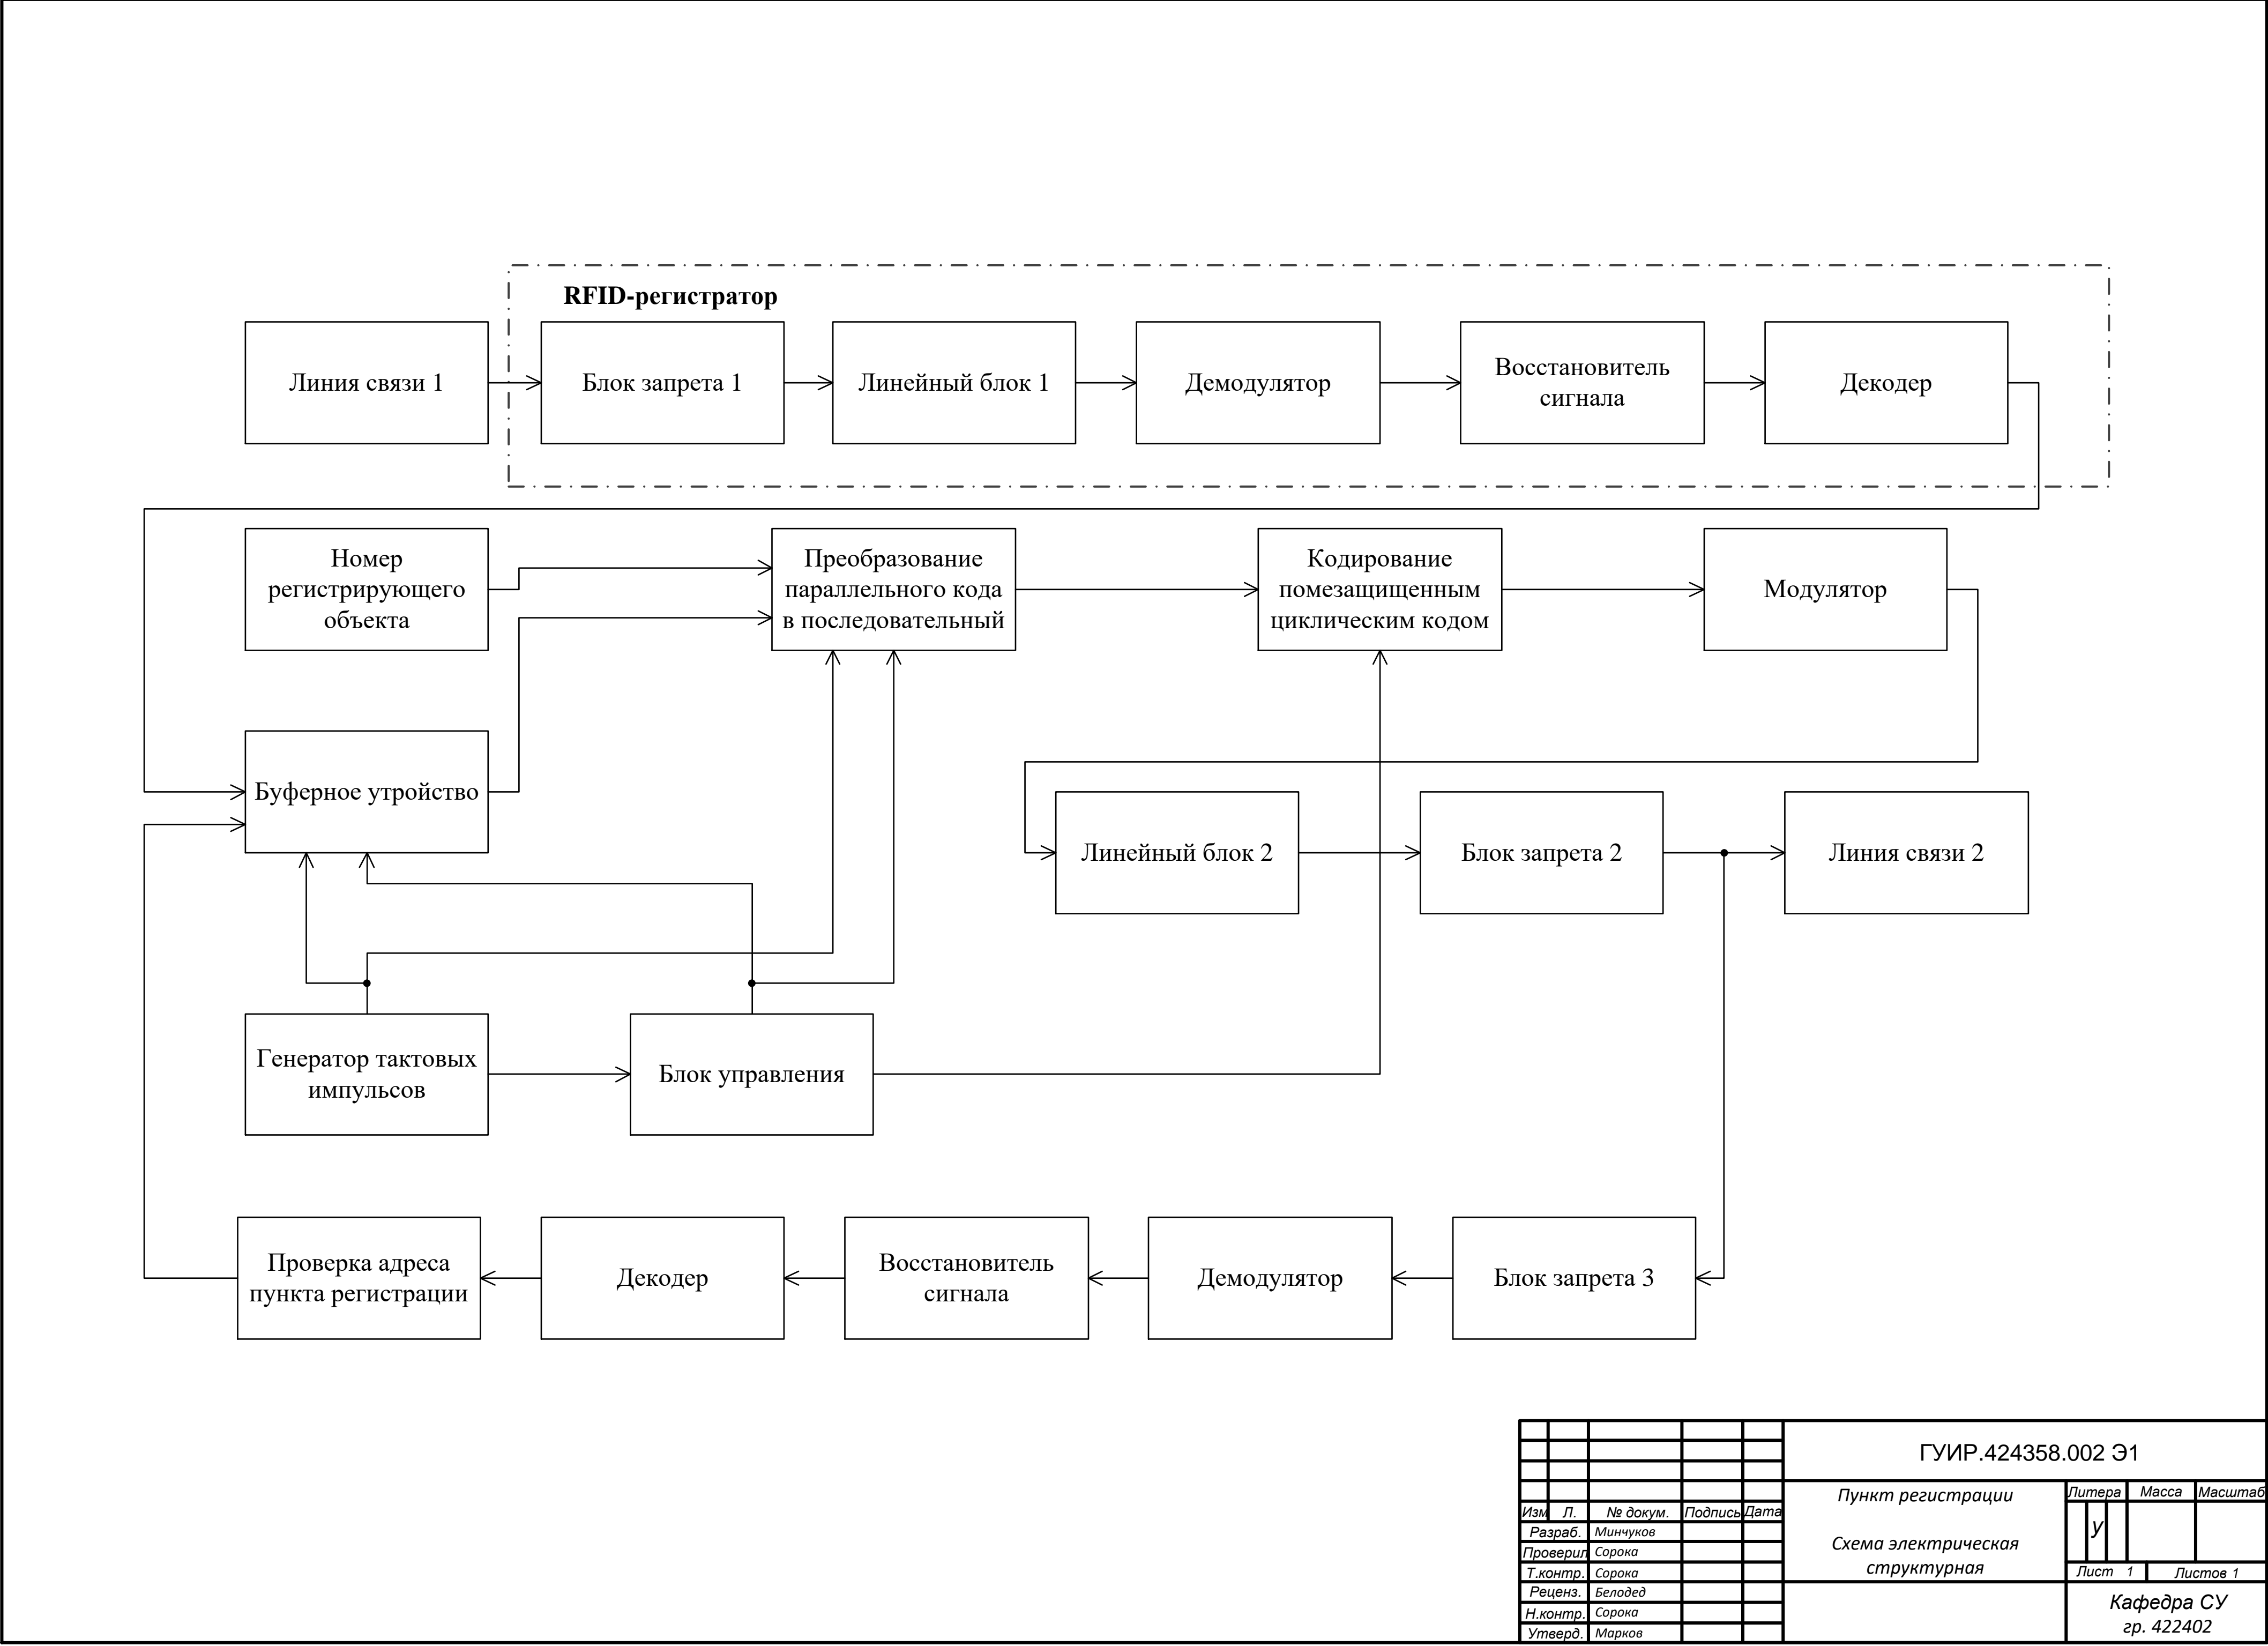 RFID-регистратор
Линия связи 1
Блок запрета 1
Линейный блок 1
Демодулятор
Восстановитель
сигнала
Декодер
Номер
регистрирующего
объекта
Преобразование
параллельного кода
в последовательный
Кодирование
помезащищенным
циклическим кодом
Модулятор
Буферное утройство
Линейный блок 2
Блок запрета 2
Линия связи 2
Генератор тактовых
импульсов
Блок управления
Проверка адреса
пункта регистрации
Декодер
Восстановитель
сигнала
Демодулятор
Блок запрета 3
ГУИР.424358.002 Э1
Пункт регистрации
Схема электрическая
структурная
Литера Масса Масштаб
у
Лист 1 Листов 1
Кафедра СУ
гр. 422402
Изм Л. № докум. Подпись Дата
Разраб. Минчуков
Проверил Сорока
Т.контр. Сорока
Реценз. Белодед
Н.контр. Сорока
Утверд. Марков